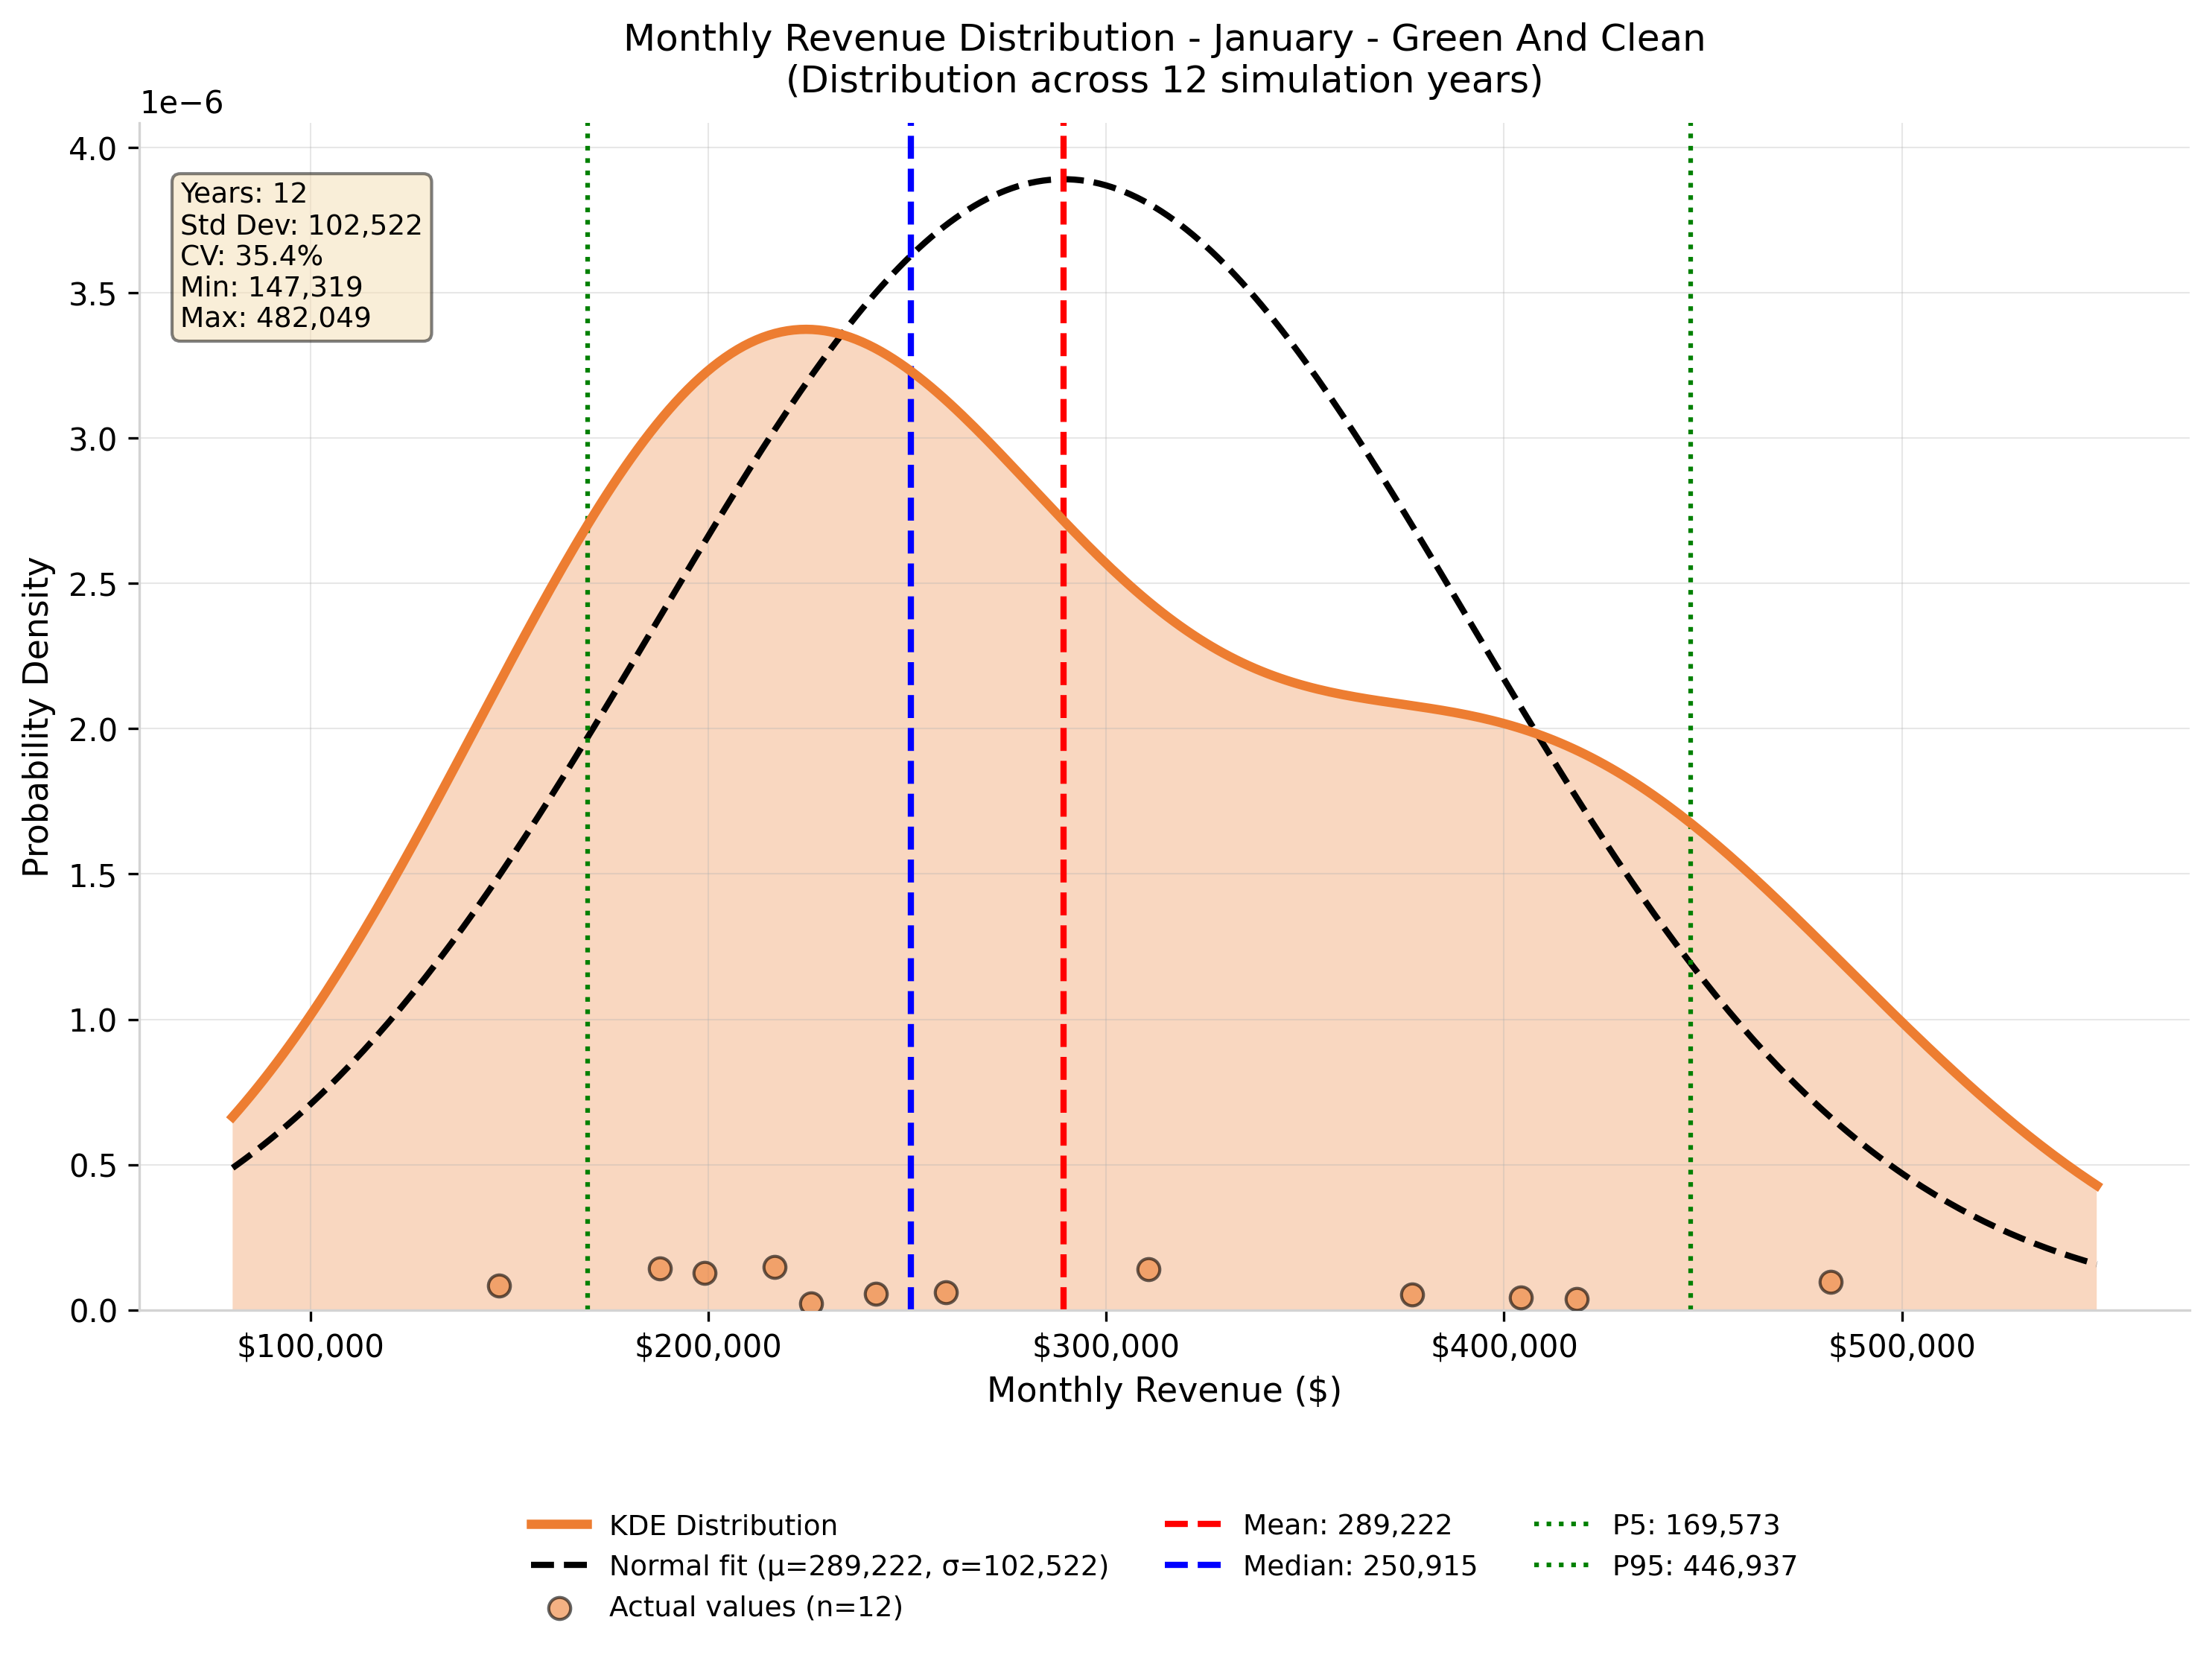 Monthly Revenue Distribution - January - Green And Clean
(Distribution across 12 simulation years)
1e−6
4.0
3.5
3.0
2.5
2.0
1.5
1.0
0.5
0.0
Probability Density
Years: 12
Std Dev: 102,522
CV: 35.4%
Min: 147,319
Max: 482,049
$100,000
$200,000
$300,000
$400,000
$500,000
Monthly Revenue ($)
KDE Distribution
Normal fit (μ=289,222, σ=102,522)
Actual values (n=12)
Mean: 289,222
Median: 250,915
P5: 169,573
P95: 446,937